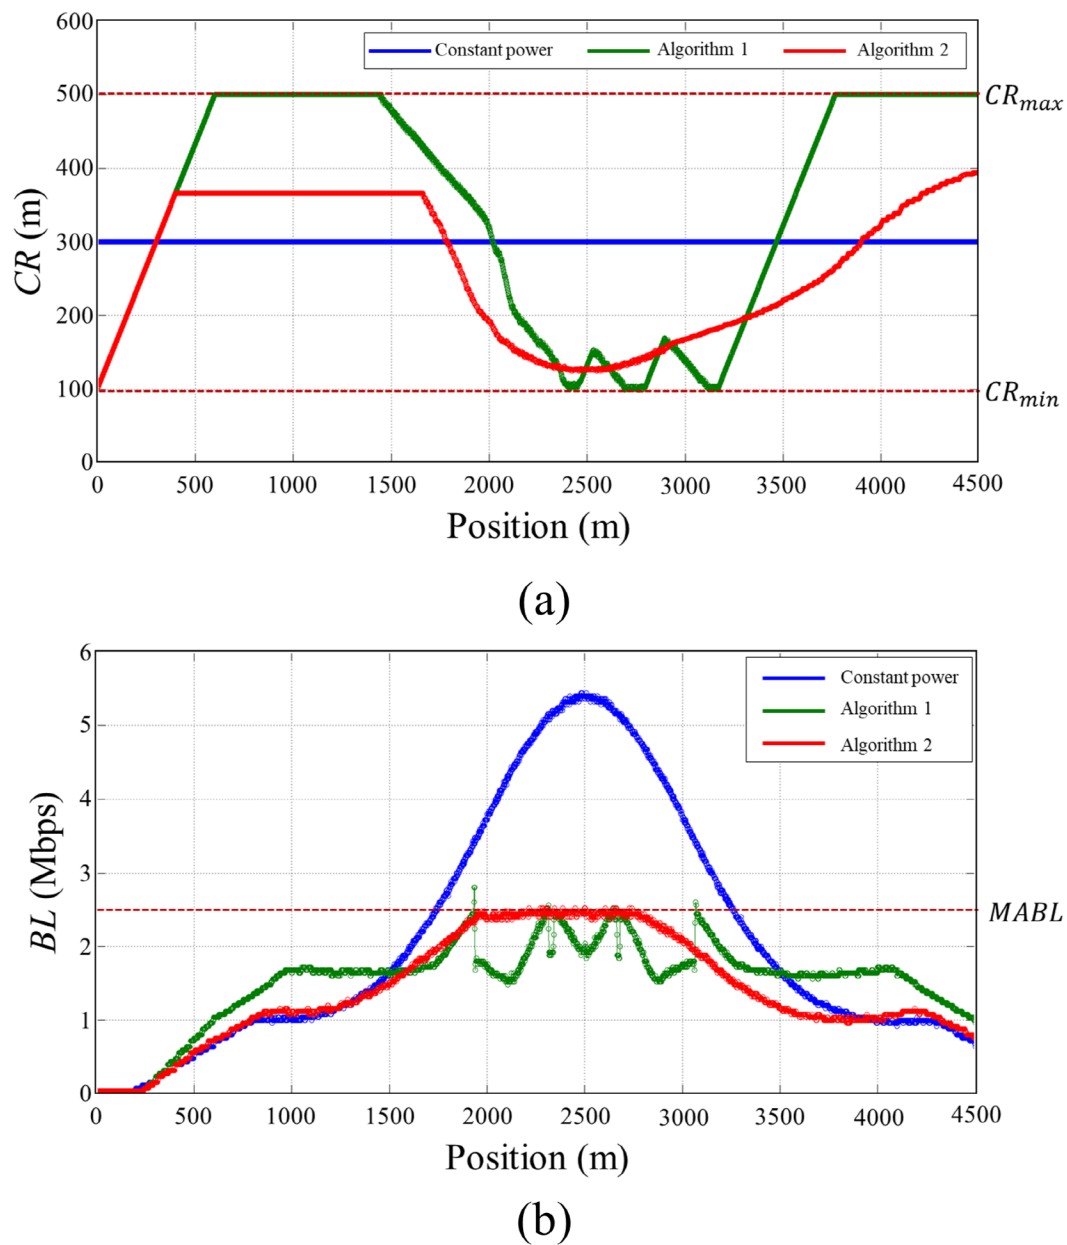 600
Constant power Algorithm 1 Algorithm 2
500 CRmax
400
CR (m)
300
200
100 CRmin
0
0 500 1000 1500 2000 2500 3000 3500 4000 4500
Position (m)
(a)
6
Constant power
Algorithm 1
Algorithm 2
5
4
BL (Mbps)
3
MABL
2
1
0
0 500 1000 1500 2000 2500 3000 3500 4000 4500
Position (m)
(b)